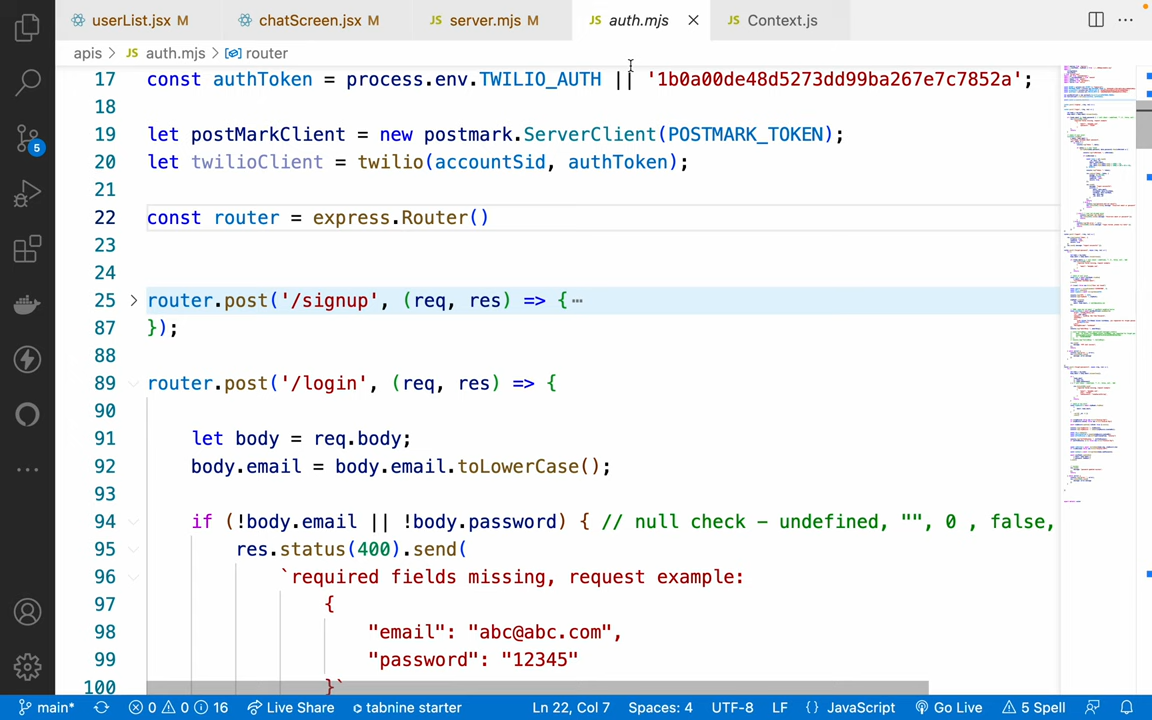 userList.jsx M
chatScreen.jsx M
JS server.mjs M
JS auth.mjs
JS Context.js
apis > JS auth.mjs > router
17 const authToken = process.env.TWILIO_AUTH || '1b0a00de48d5273dd99ba267e7c7852a';
18
19 let postMarkClient = new postmark.ServerClient(POSTMARK_TOKEN);
20 let twilioClient = twilio(accountSid, authToken);
21
22 const router = express.Router()
23
24
25 router.post('/signup', (req, res) => { ⋯
87 });
88
89 router.post('/login', (req, res) => {
90
91 let body = req.body;
92 body.email = body.email.toLowerCase();
93
94 if (!body.email || !body.password) { // null check - undefined, "", 0 , false,
95 res.status(400).send(
96 `required fields missing, request example:
97 {
98 "email": "abc@abc.com",
99 "password": "12345"
100 }`
5
main* 0 0 16 Live Share tabnine starter Ln 22, Col 7 Spaces: 4 UTF-8 LF {} JavaScript Go Live 5 Spell